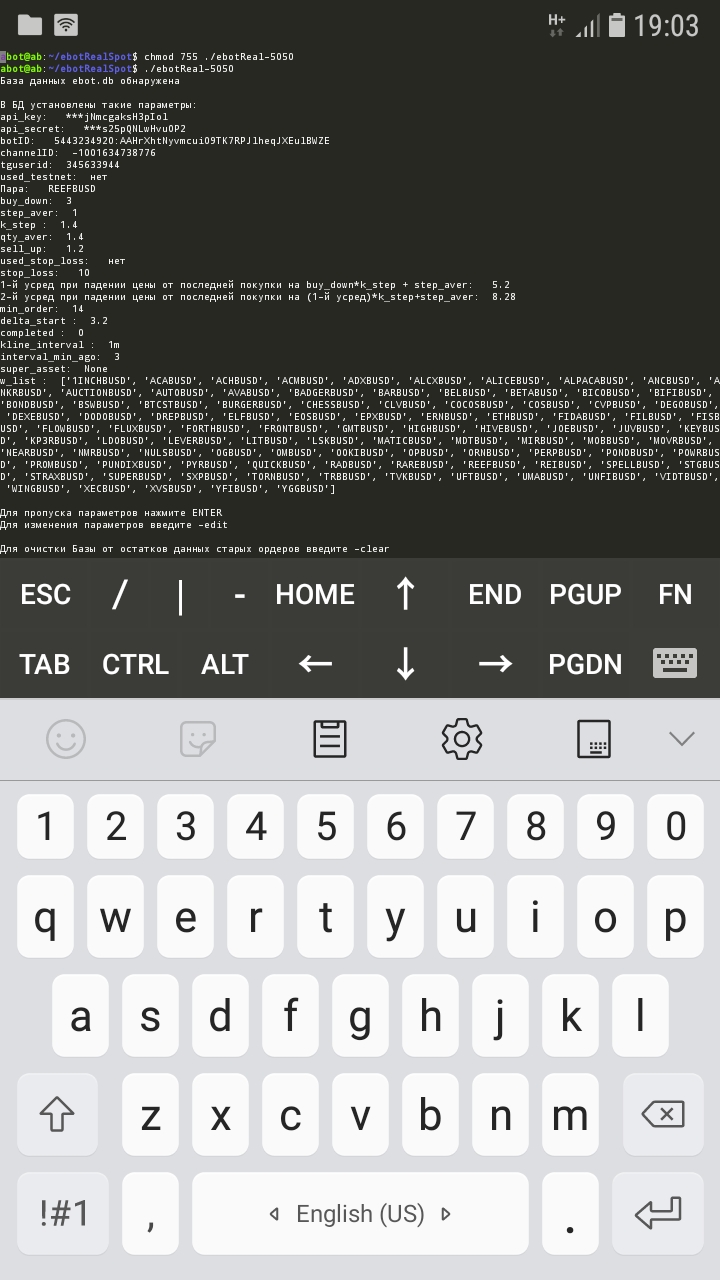 H+ 19:03
abot@ab:~/ebotRealSpot$ chmod 755 ./ebotReal-5050
abot@ab:~/ebotRealSpot$ ./ebotReal-5050
База данных ebot.db обнаружена
В БД установлены такие параметры:
api_key: ***jNmcgaksH3pIol
api_secret: ***s25pQNLwHvuOP2
botID: 5443234920:AAHrXhtNyvmcuiO9TK7RPJlheqJXEulBWZE
channelID: -1001634738776
tguserid: 345633944
used_testnet: нет
Пара: REEFBUSD
buy_down: 3
step_aver: 1
k_step : 1.4
qty_aver: 1.4
sell_up: 1.2
used_stop_loss: нет
stop_loss: 10
1-й усред при падении цены от последней покупки на buy_down*k_step + step_aver: 5.2
2-й усред при падении цены от последней покупки на (1-й усред)*k_step+step_aver: 8.28
min_order: 14
delta_start : 3.2
completed : 0
kline_interval : 1m
interval_min_ago: 3
super_asset: None
w_list : ['1INCHBUSD', 'ACABUSD', 'ACHBUSD', 'ACMBUSD', 'ADXBUSD', 'ALCXBUSD', 'ALICEBUSD', 'ALPACABUSD', 'ANCBUSD', 'A
NKRBUSD', 'AUCTIONBUSD', 'AUTOBUSD', 'AVABUSD', 'BADGERBUSD', 'BARBUSD', 'BELBUSD', 'BETABUSD', 'BICOBUSD', 'BIFIBUSD',
'BONDBUSD', 'BSWBUSD', 'BTCSTBUSD', 'BURGERBUSD', 'CHESSBUSD', 'CLVBUSD', 'COCOSBUSD', 'COSBUSD', 'CVPBUSD', 'DEGOBUSD',
'DEXEBUSD', 'DODOBUSD', 'DREPBUSD', 'ELFBUSD', 'EOSBUSD', 'EPXBUSD', 'ERNBUSD', 'ETHBUSD', 'FIDABUSD', 'FILBUSD', 'FISB
USD', 'FLOWBUSD', 'FLUXBUSD', 'FORTHBUSD', 'FRONTBUSD', 'GMTBUSD', 'HIGHBUSD', 'HIVEBUSD', 'JOEBUSD', 'JUVBUSD', 'KEYBUS
D', 'KP3RBUSD', 'LDOBUSD', 'LEVERBUSD', 'LITBUSD', 'LSKBUSD', 'MATICBUSD', 'MDTBUSD', 'MIRBUSD', 'MOBBUSD', 'MOVRBUSD',
'NEARBUSD', 'NMRBUSD', 'NULSBUSD', 'OGBUSD', 'OMBUSD', 'OOKIBUSD', 'OPBUSD', 'ORNBUSD', 'PERPBUSD', 'PONDBUSD', 'POWRBUS
D', 'PROMBUSD', 'PUNDIXBUSD', 'PYRBUSD', 'QUICKBUSD', 'RADBUSD', 'RAREBUSD', 'REEFBUSD', 'REIBUSD', 'SPELLBUSD', 'STGBUS
D', 'STRAXBUSD', 'SUPERBUSD', 'SXPBUSD', 'TORNBUSD', 'TRBBUSD', 'TVKBUSD', 'UFTBUSD', 'UMABUSD', 'UNFIBUSD', 'VIDTBUSD',
'WINGBUSD', 'XECBUSD', 'XVSBUSD', 'YFIBUSD', 'YGGBUSD']
Для пропуска параметров нажмите ENTER
Для изменения параметров введите -edit
Для очистки Базы от остатков данных старых ордеров введите -clear
ESC / | - HOME ↑ END PGUP FN
TAB CTRL ALT ← ↓ → PGDN
1 2 3 4 5 6 7 8 9 0
q w e r t y u i o p
a s d f g h j k l
z x c v b n m
!#1 , English (US) .